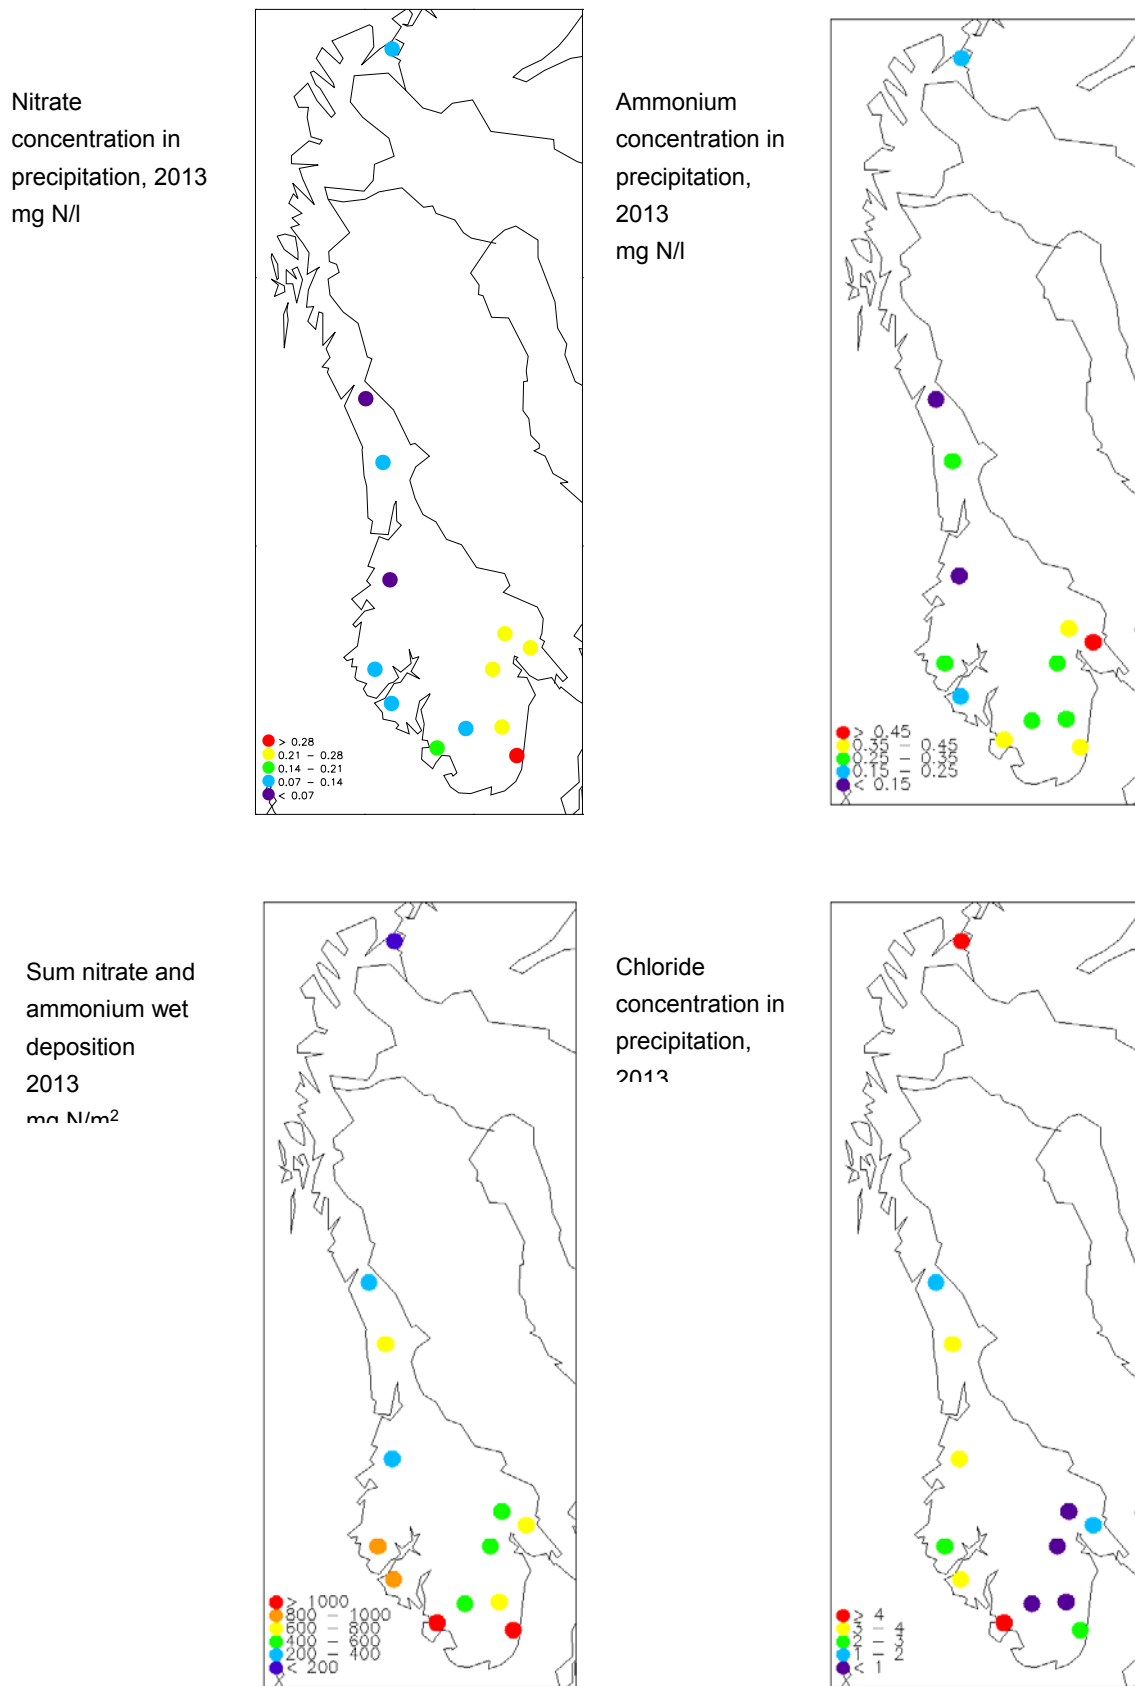 Nitrate
concentration in
precipitation, 2013
mg N/l
> 0.28
0.21 – 0.28
0.14 – 0.21
0.07 – 0.14
< 0.07
Ammonium
concentration in
precipitation,
2013
mg N/l
> 0.45
0.35 – 0.45
0.25 – 0.35
0.15 – 0.25
< 0.15
Sum nitrate and
ammonium wet
deposition
2013
mg N/m²
> 1000
800 – 1000
600 – 800
400 – 600
200 – 400
< 200
Chloride
concentration in
precipitation,
2013
> 4
3 – 4
2 – 3
1 – 2
< 1